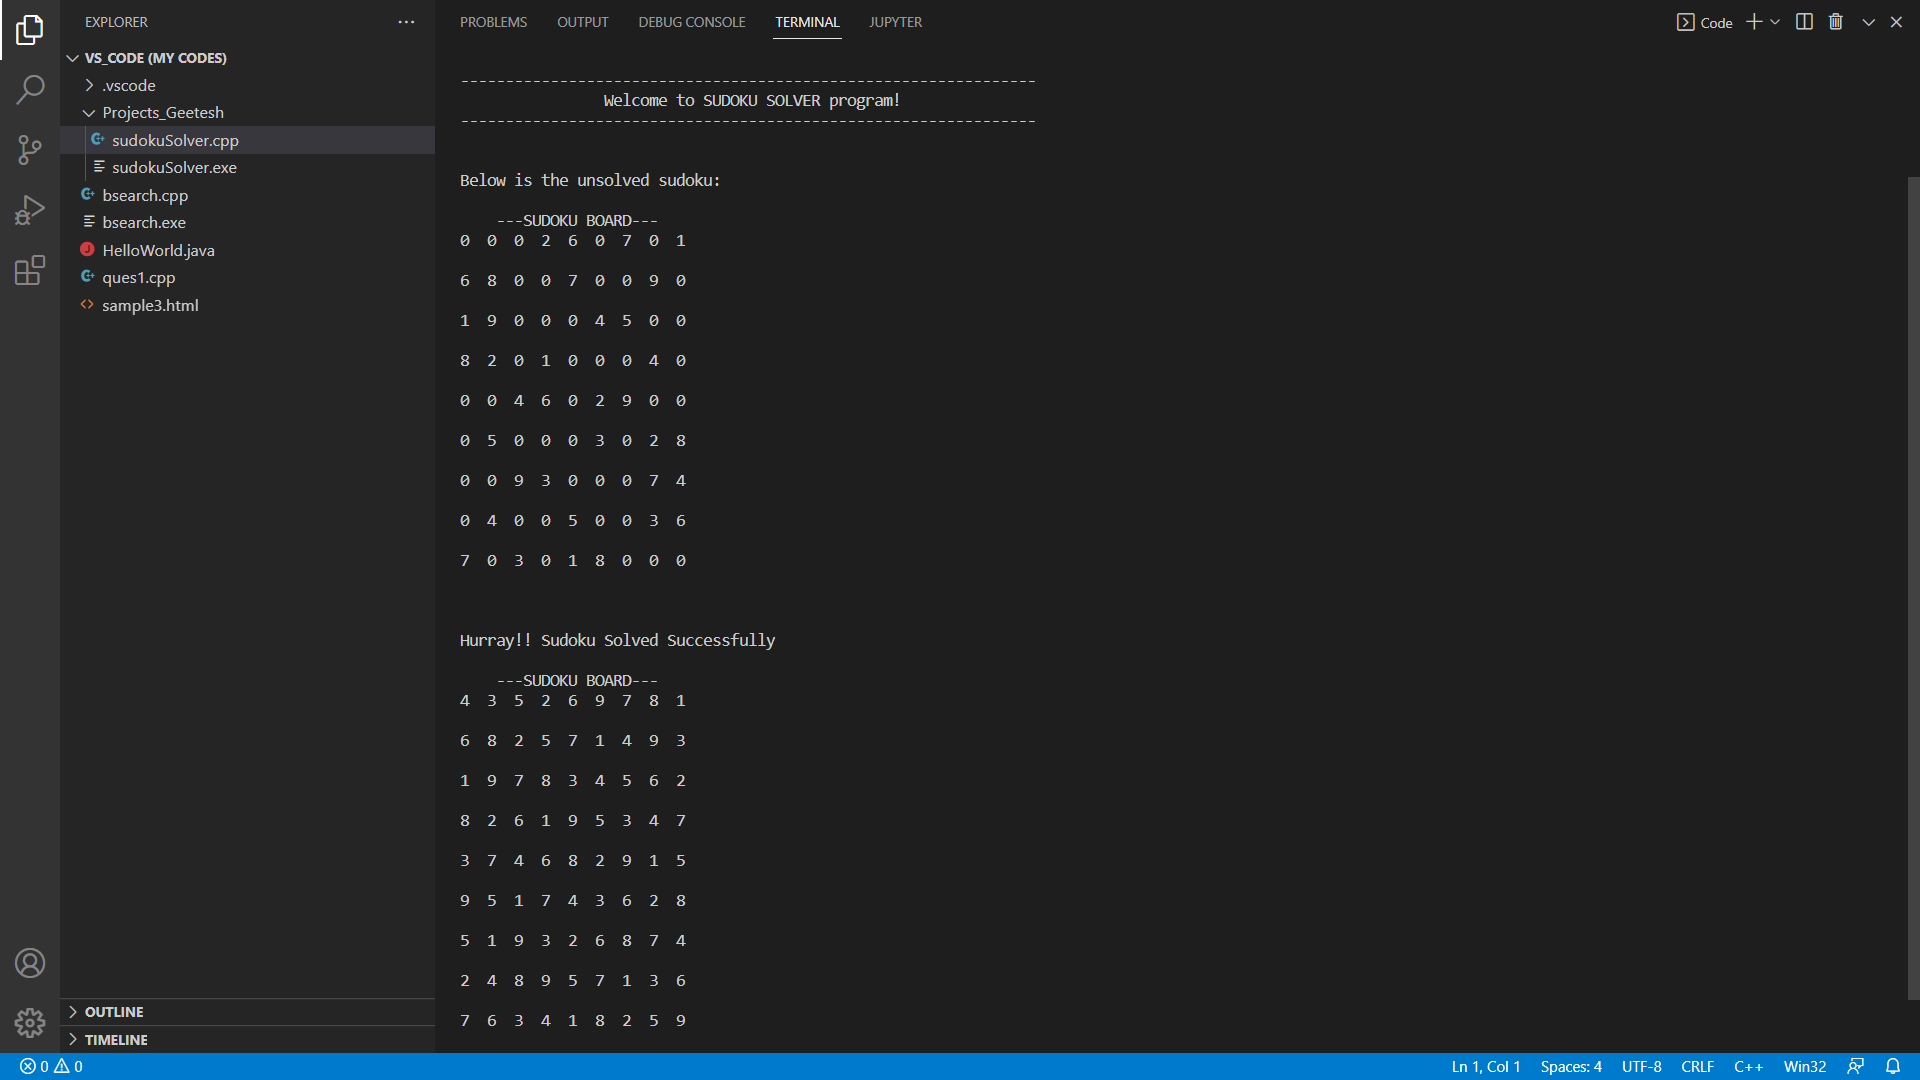 EXPLORER
VS_CODE (MY CODES)
.vscode
Projects_Geetesh
sudokuSolver.cpp
sudokuSolver.exe
bsearch.cpp
bsearch.exe
HelloWorld.java
ques1.cpp
sample3.html
OUTLINE
TIMELINE
PROBLEMS OUTPUT DEBUG CONSOLE TERMINAL JUPYTER
Code
----------------------------------------------------------------
Welcome to SUDOKU SOLVER program!
----------------------------------------------------------------
Below is the unsolved sudoku:
---SUDOKU BOARD---
0 0 0 2 6 0 7 0 1
6 8 0 0 7 0 0 9 0
1 9 0 0 0 4 5 0 0
8 2 0 1 0 0 0 4 0
0 0 4 6 0 2 9 0 0
0 5 0 0 0 3 0 2 8
0 0 9 3 0 0 0 7 4
0 4 0 0 5 0 0 3 6
7 0 3 0 1 8 0 0 0
Hurray!! Sudoku Solved Successfully
---SUDOKU BOARD---
4 3 5 2 6 9 7 8 1
6 8 2 5 7 1 4 9 3
1 9 7 8 3 4 5 6 2
8 2 6 1 9 5 3 4 7
3 7 4 6 8 2 9 1 5
9 5 1 7 4 3 6 2 8
5 1 9 3 2 6 8 7 4
2 4 8 9 5 7 1 3 6
7 6 3 4 1 8 2 5 9
0 0 Ln 1, Col 1 Spaces: 4 UTF-8 CRLF C++ Win32